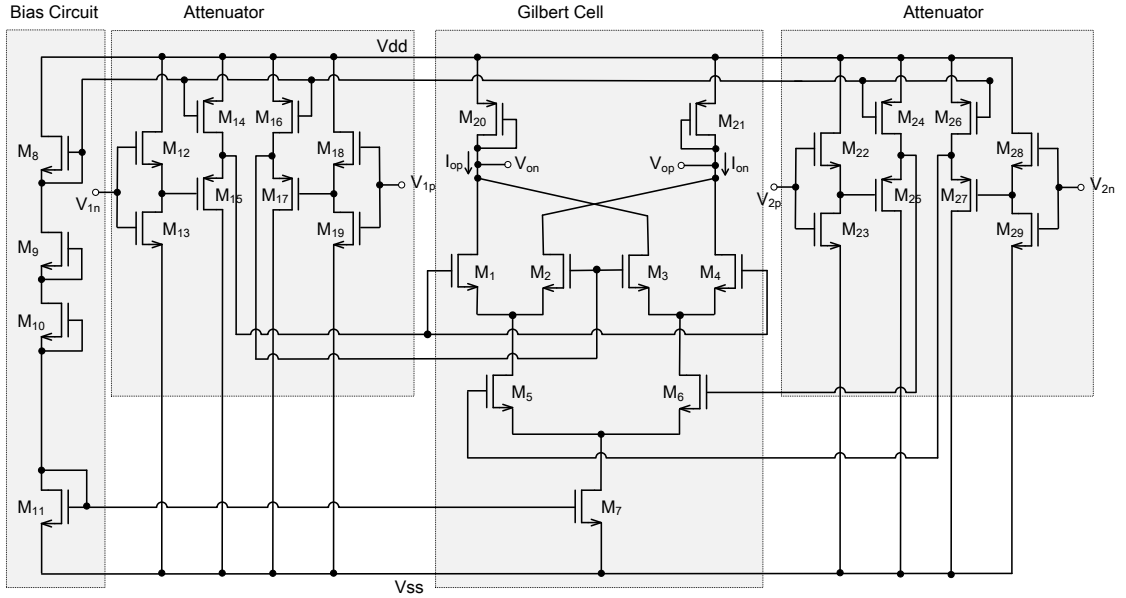 Bias Circuit Attenuator Gilbert Cell Attenuator
Vdd
M14 M16 M20 M21 M24 M26
M8 M12 M18 M22 M28
Iop Von Vop Ion
V1n M15 M17 V1p V2p M25 M27 V2n
M9 M13 M19 M23 M29
M1 M2 M3 M4
M10
M5 M6
M11 M7
Vss